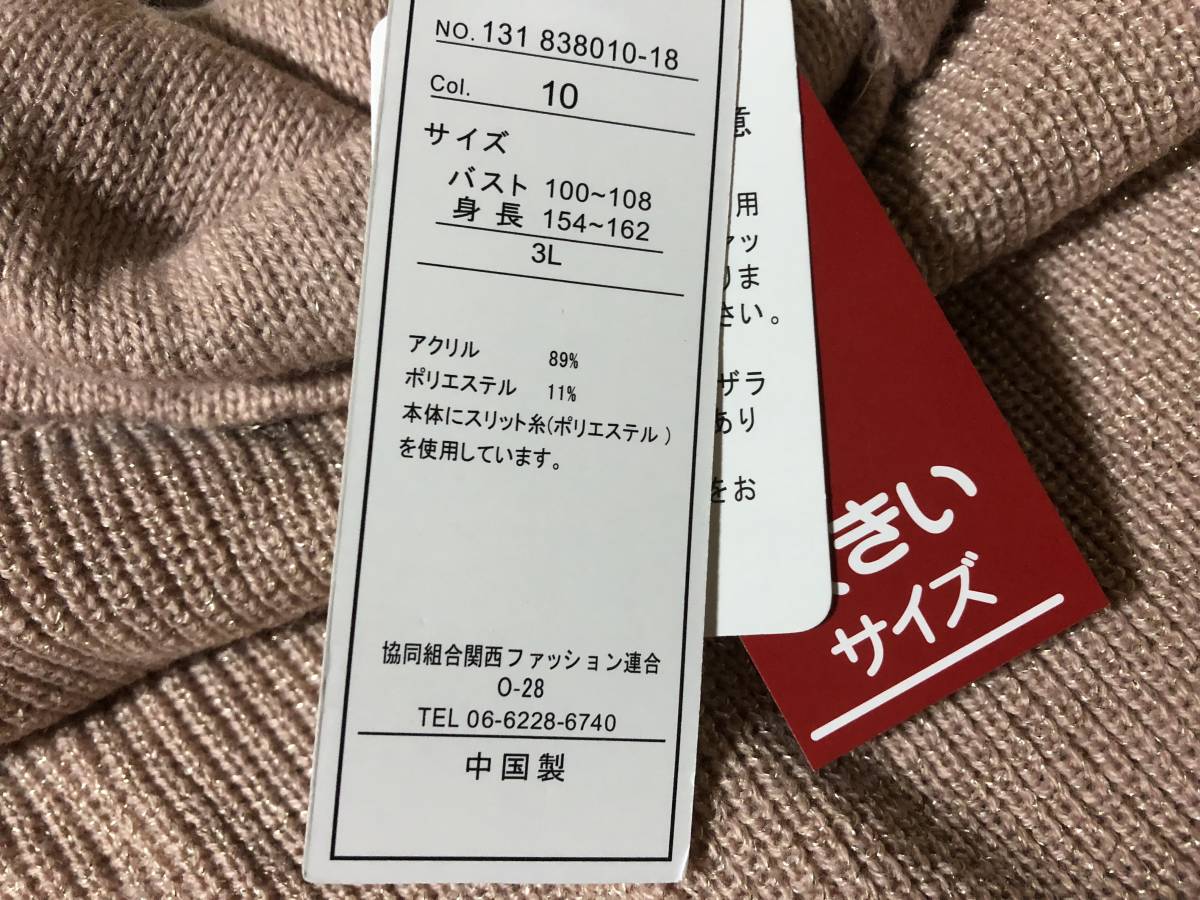 NO. 131 838010-18
Col. 10
サイズ
バスト 100~108
身長 154~162
3L
アクリル 89%
ポリエステル 11%
本体にスリット糸(ポリエステル)
を使用しています。
協同組合関西ファッション連合
O-28
TEL 06-6228-6740
中国製
意
用
ァッ
りま
さい。
ザラ
あり
をお
きい
サイズ